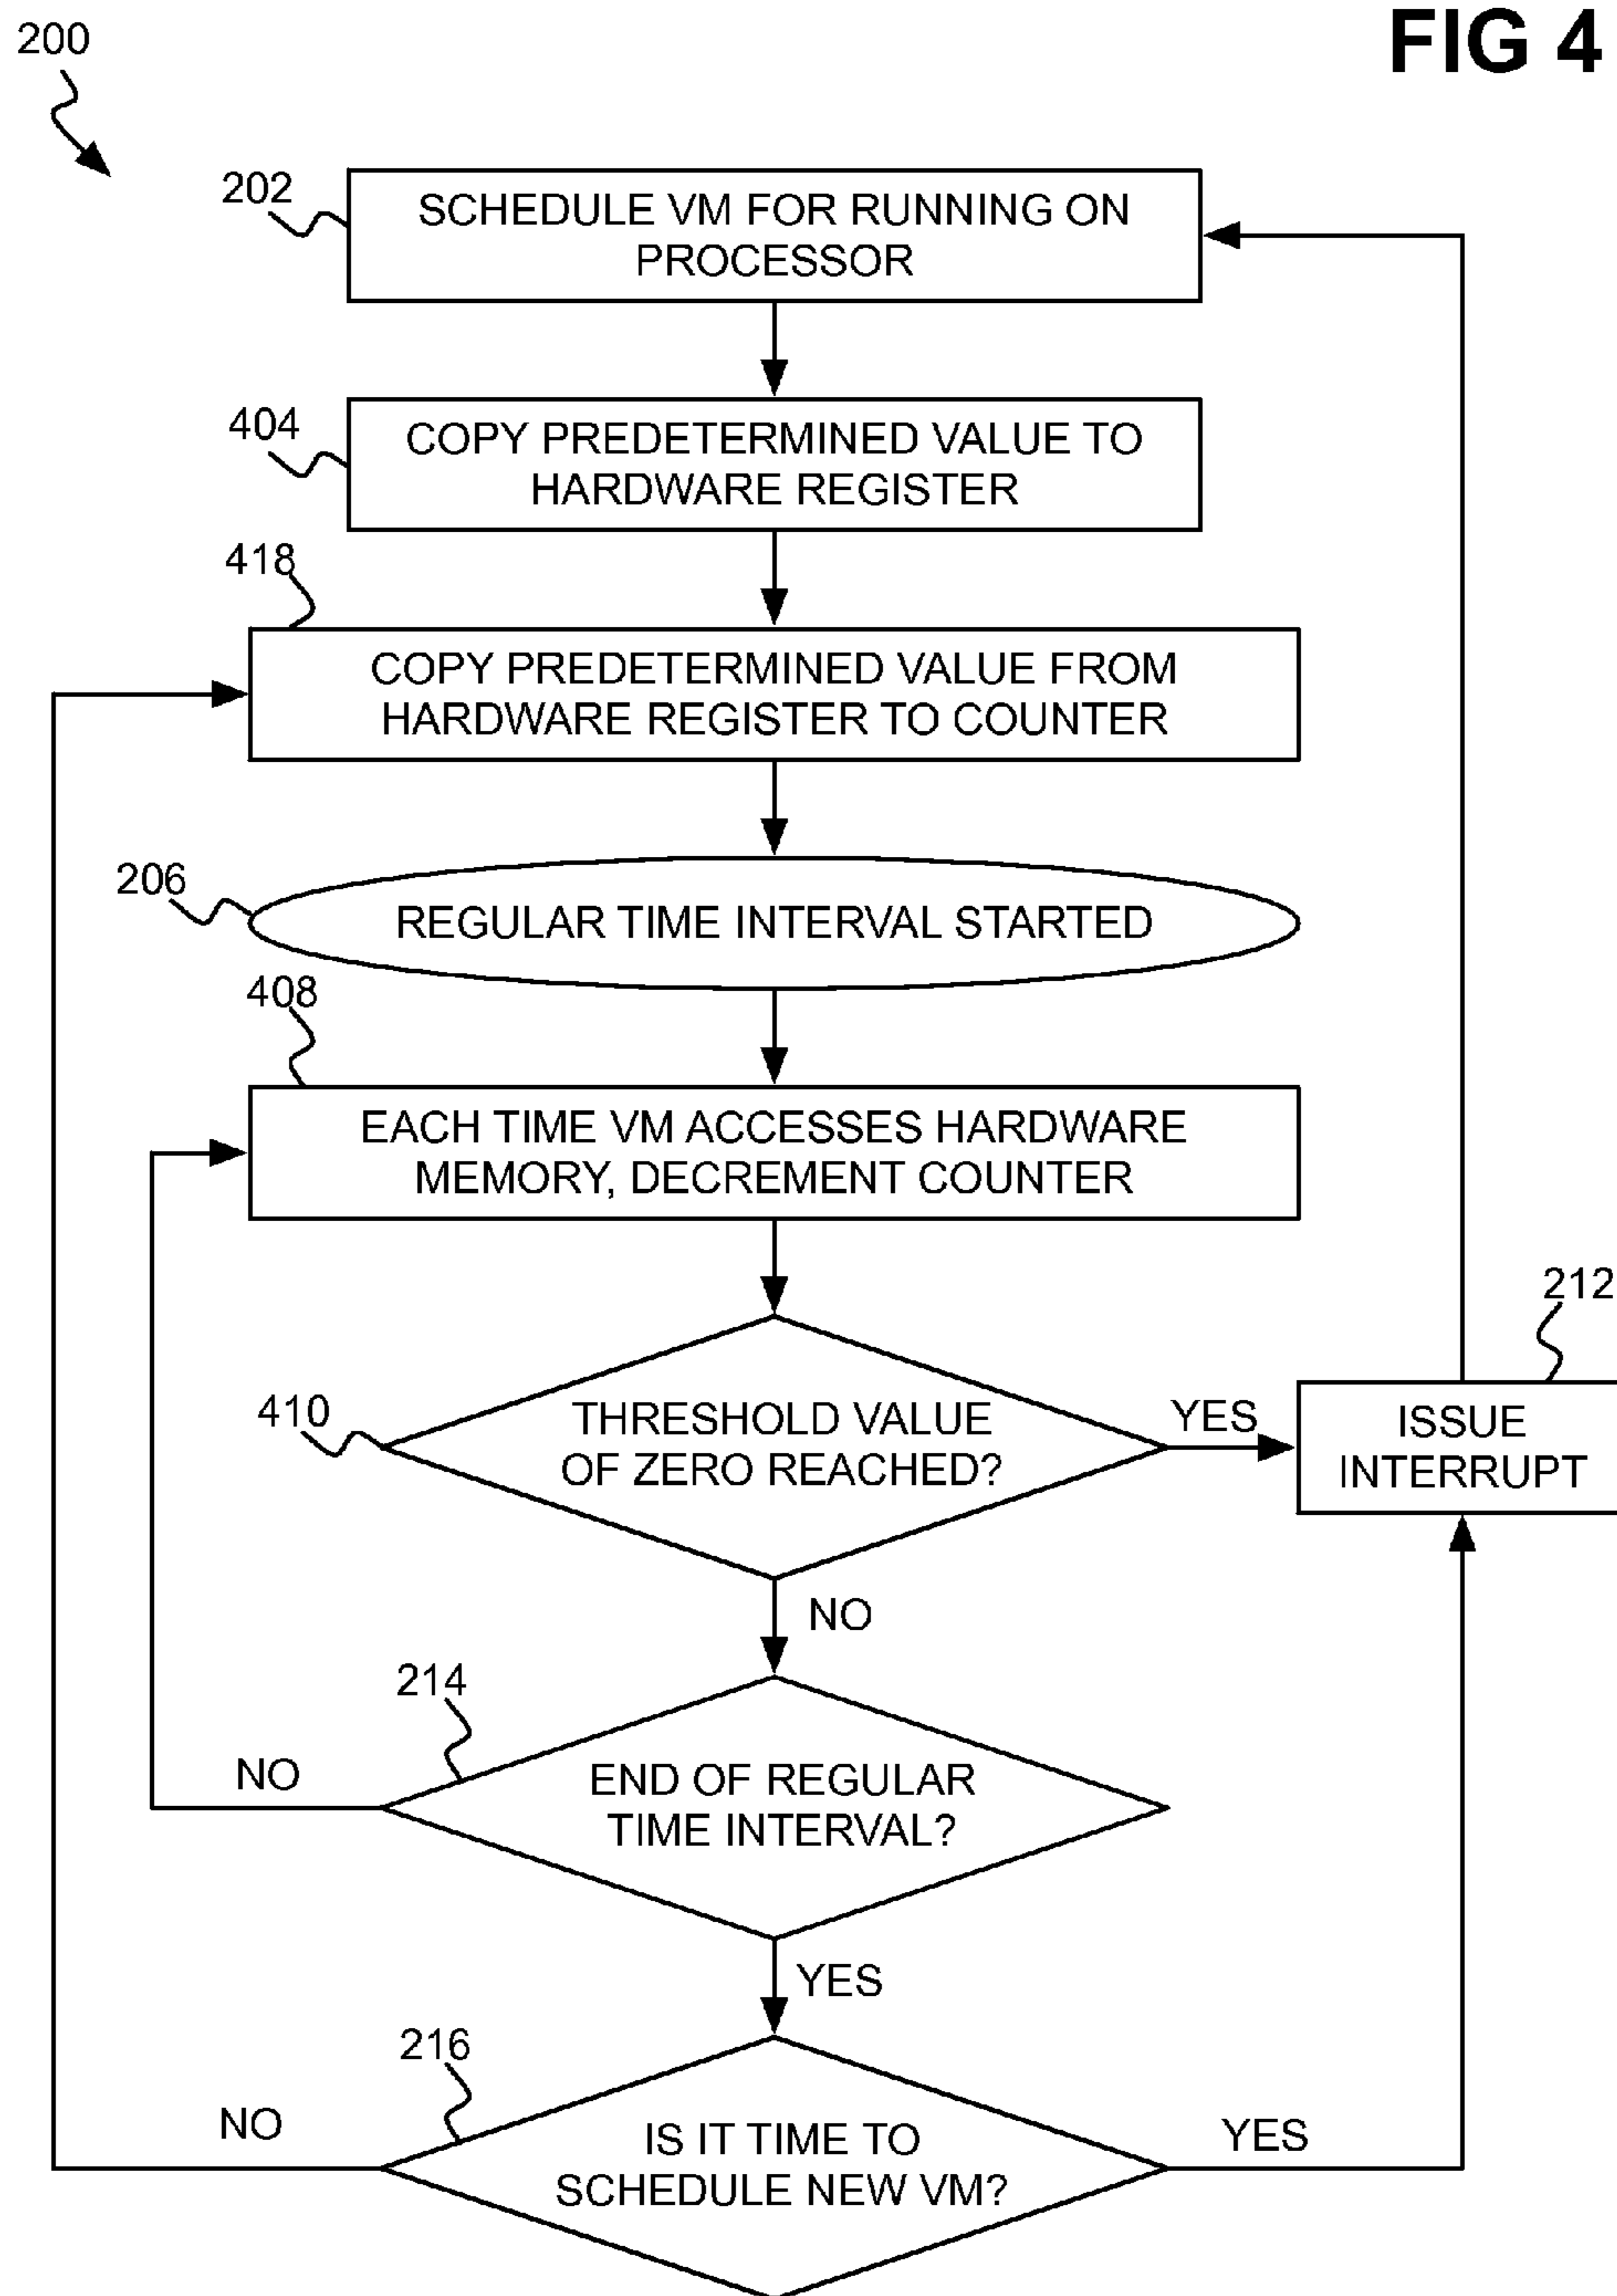 FIG 4
200
202
SCHEDULE VM FOR RUNNING ON
PROCESSOR
404
COPY PREDETERMINED VALUE TO
HARDWARE REGISTER
418
COPY PREDETERMINED VALUE FROM
HARDWARE REGISTER TO COUNTER
206
REGULAR TIME INTERVAL STARTED
408
EACH TIME VM ACCESSES HARDWARE
MEMORY, DECREMENT COUNTER
410
THRESHOLD VALUE
OF ZERO REACHED?
YES
212
ISSUE
INTERRUPT
NO
214
END OF REGULAR
TIME INTERVAL?
NO
YES
216
IS IT TIME TO
SCHEDULE NEW VM?
NO
YES